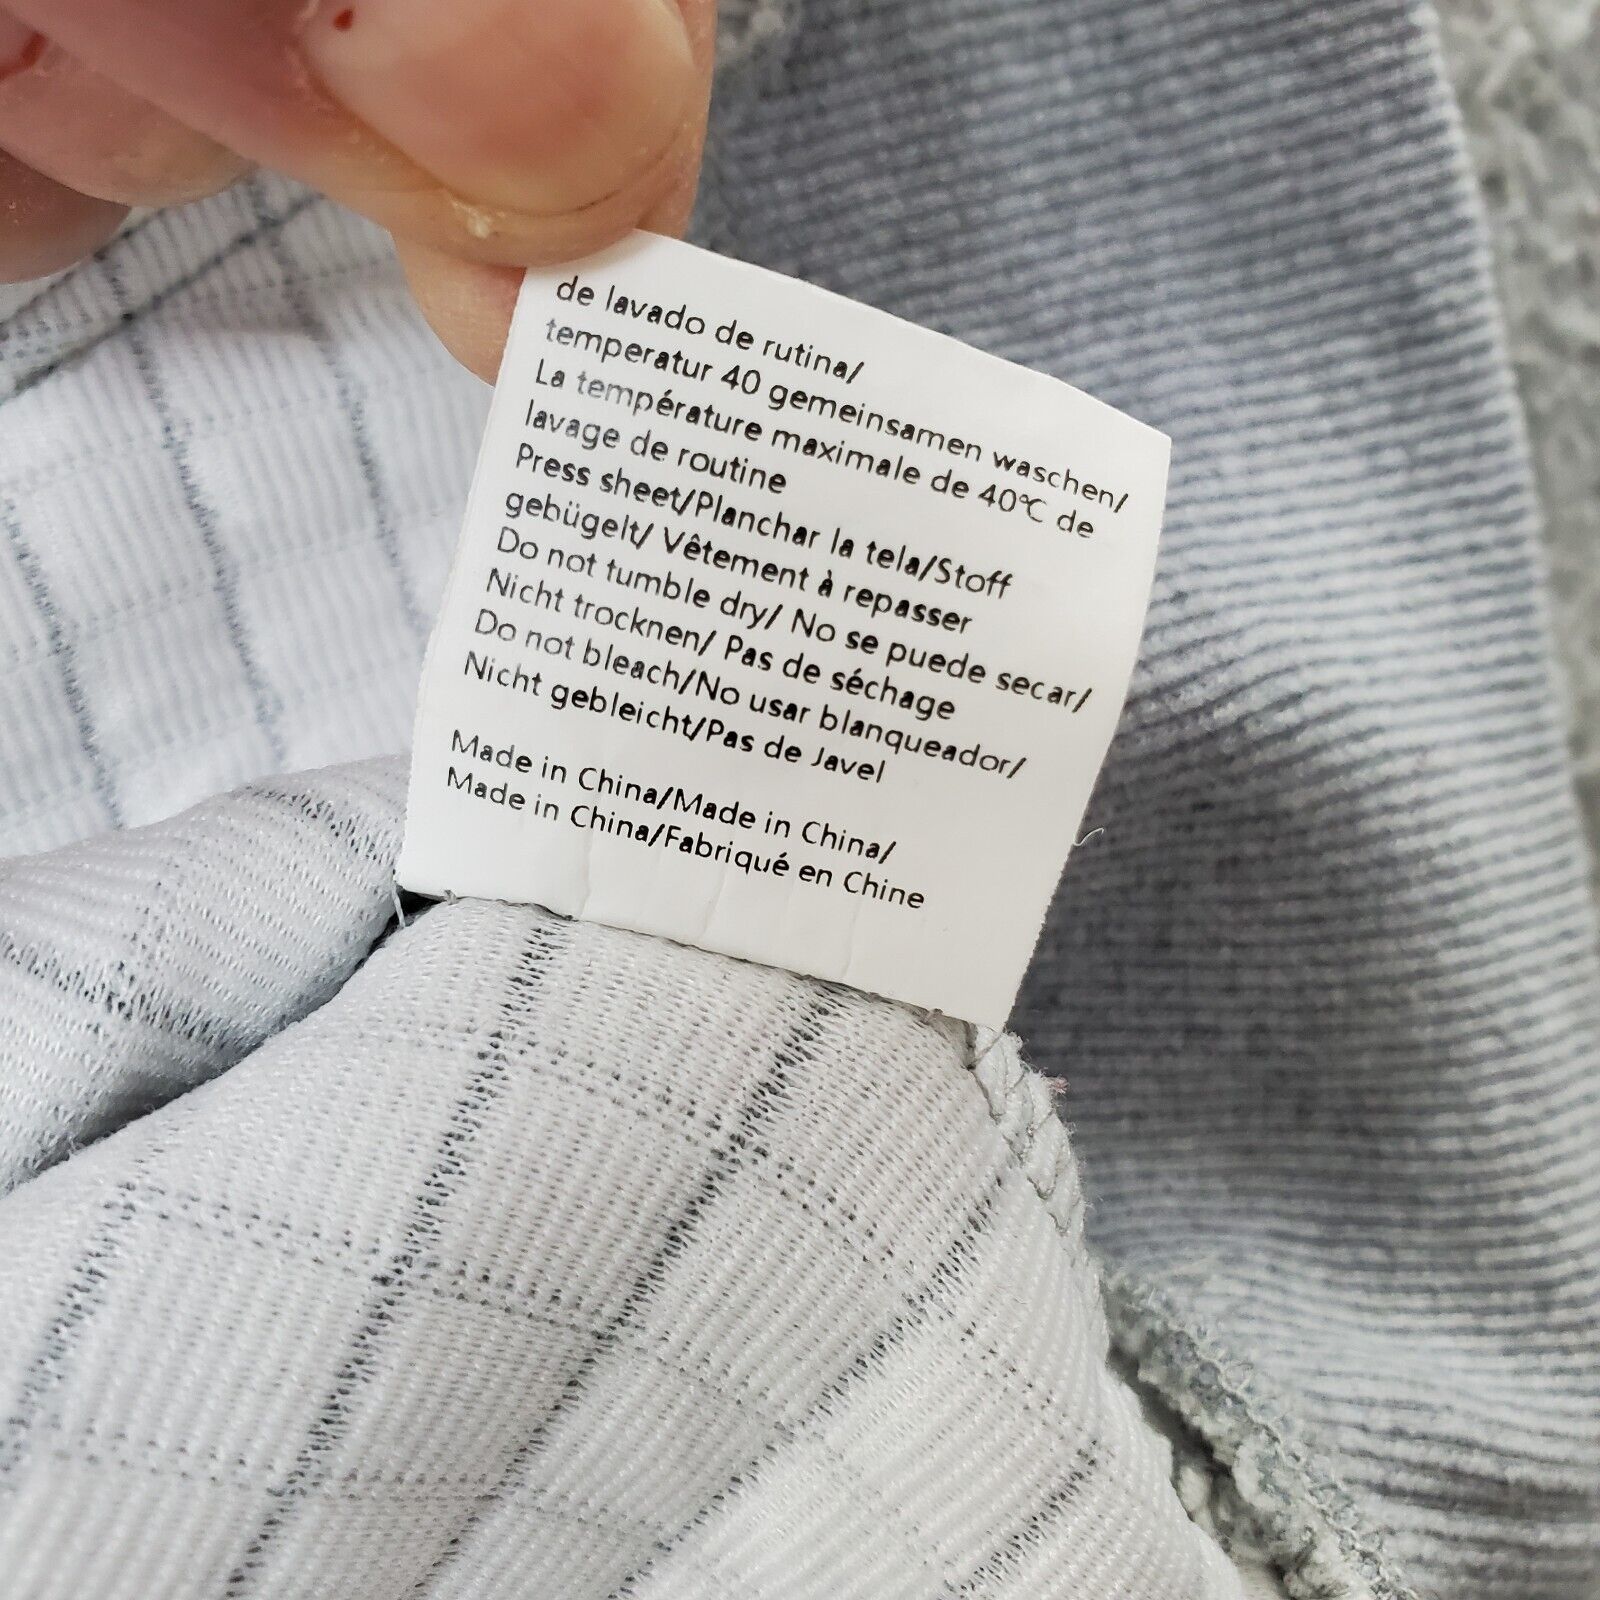 de lavado de rutina/
temperatur 40 gemeinsamen waschen/
La température maximale de 40℃ de
lavage de routine
Press sheet/Planchar la tela/Stoff
gebügelt/ Vêtement à repasser
Do not tumble dry/ No se puede secar/
Nicht trocknen/ Pas de séchage
Do not bleach/No usar blanqueador/
Nicht gebleicht/Pas de Javel
Made in China/Made in China/
Made in China/Fabriqué en Chine